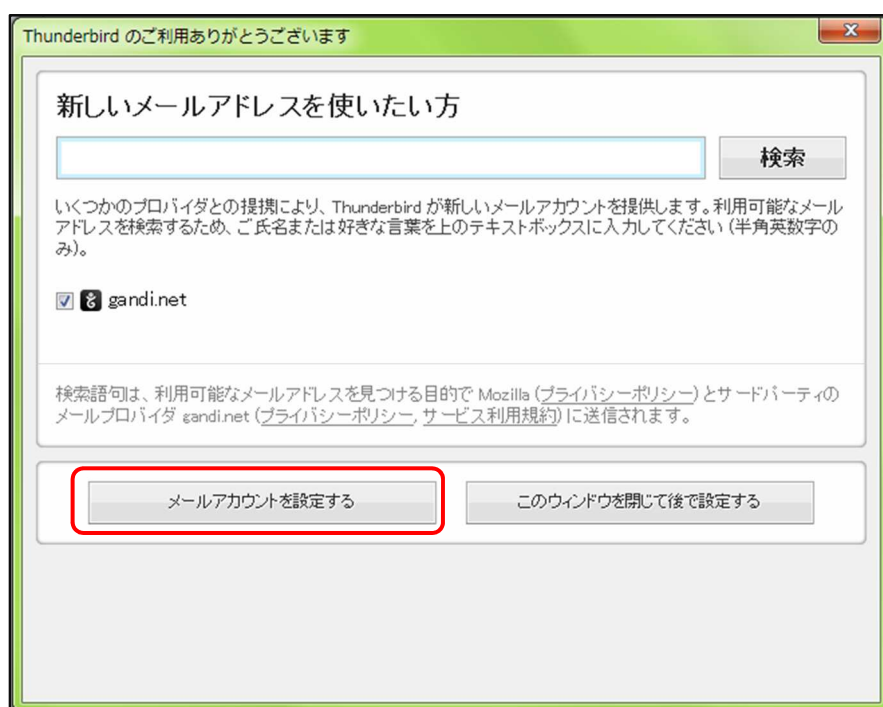 Thunderbird のご利用ありがとうございます
新しいメールアドレスを使いたい方
検索
いくつかのプロバイダとの提携により、Thunderbird が新しいメールアカウントを提供します。利用可能なメール
アドレスを検索するため、ご氏名または好きな言葉を上のテキストボックスに入力してください (半角英数字の
み)。
gandi.net
検索語句は、利用可能なメールアドレスを見つける目的で Mozilla (プライバシーポリシー) とサードパーティの
メールプロバイダ gandi.net (プライバシーポリシー, サービス利用規約) に送信されます。
メールアカウントを設定する
このウィンドウを閉じて後で設定する